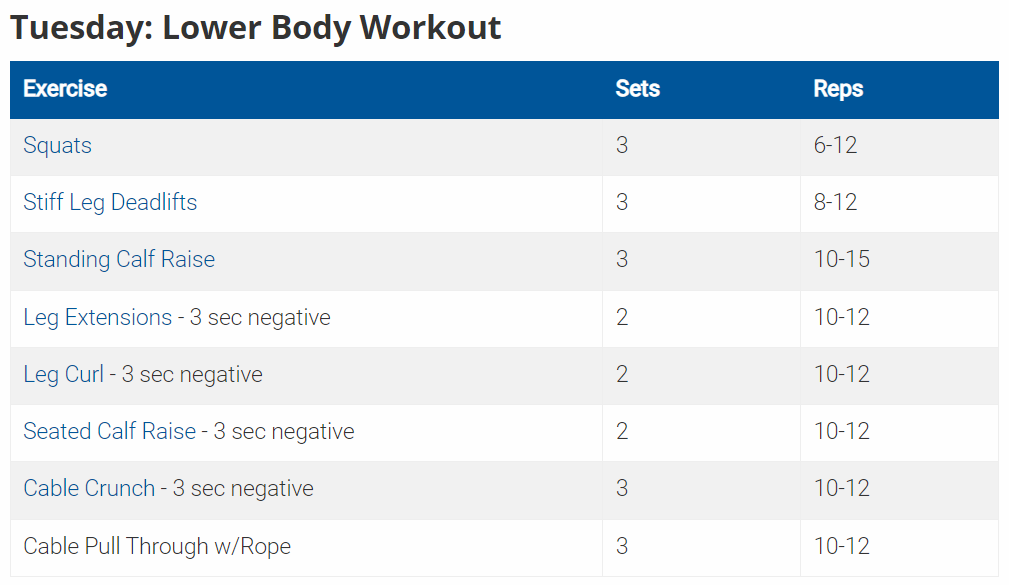 Tuesday: Lower Body Workout
Exercise Sets Reps
Squats 3 6-12
Stiff Leg Deadlifts 3 8-12
Standing Calf Raise 3 10-15
Leg Extensions - 3 sec negative 2 10-12
Leg Curl - 3 sec negative 2 10-12
Seated Calf Raise - 3 sec negative 2 10-12
Cable Crunch - 3 sec negative 3 10-12
Cable Pull Through w/Rope 3 10-12